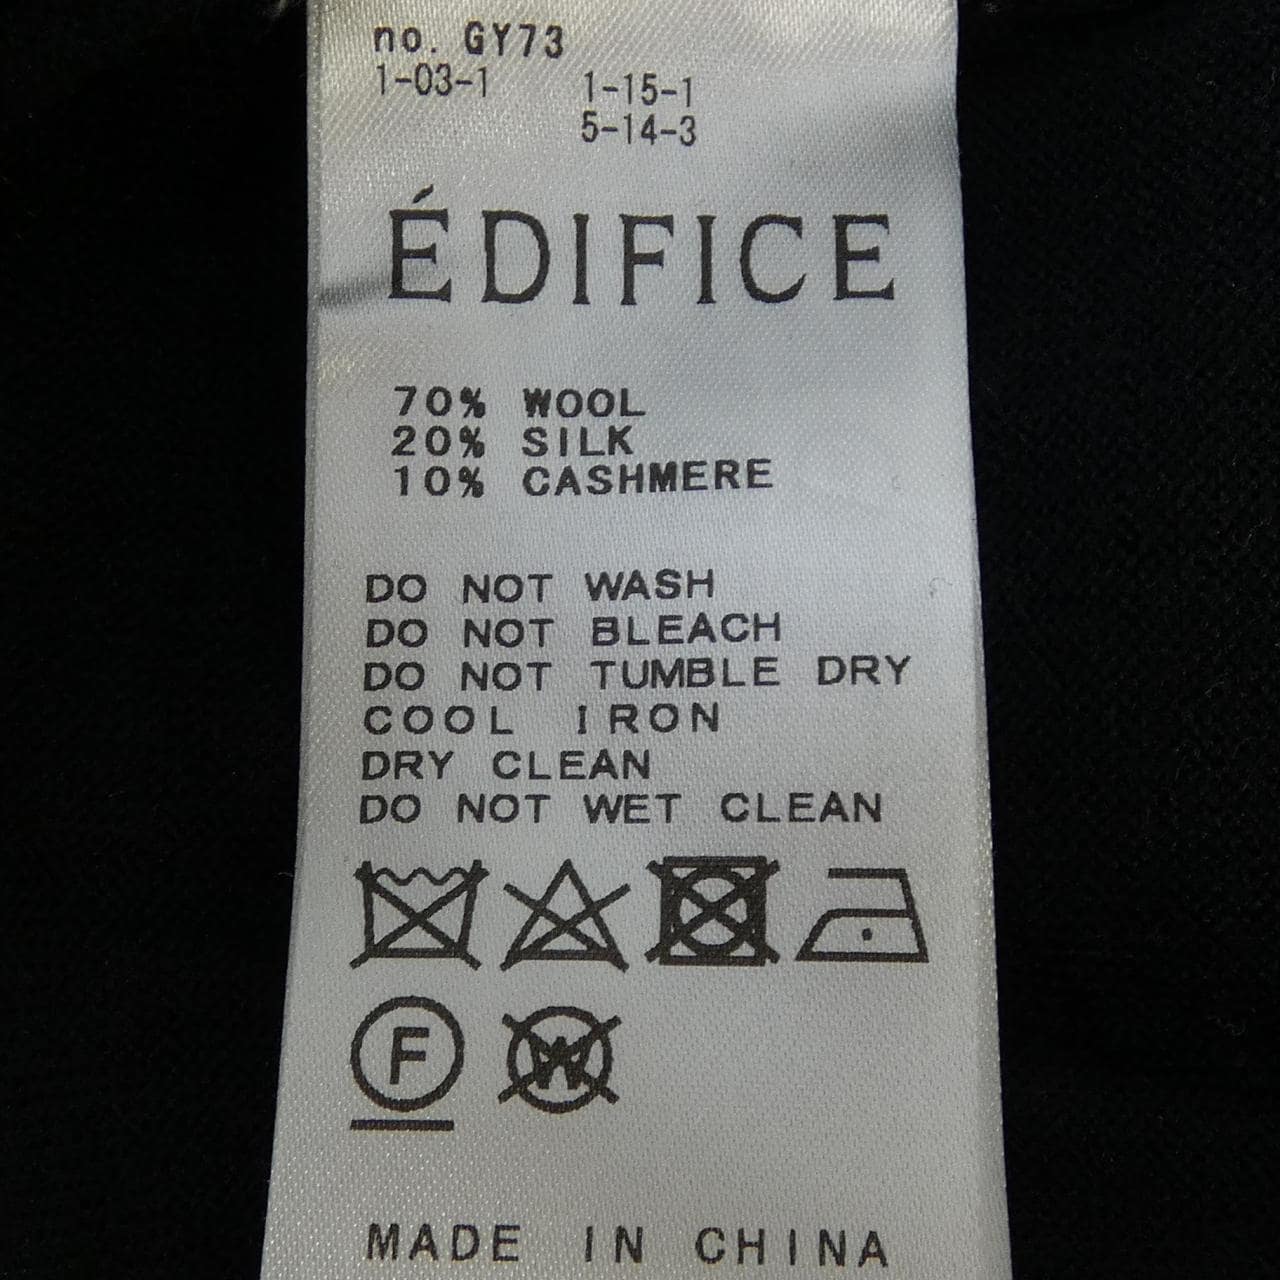 no. GY73
1-03-1 1-15-1
5-14-3
ÉDIFICE
70% WOOL
20% SILK
10% CASHMERE
DO NOT WASH
DO NOT BLEACH
DO NOT TUMBLE DRY
COOL IRON
DRY CLEAN
DO NOT WET CLEAN
F W
MADE IN CHINA